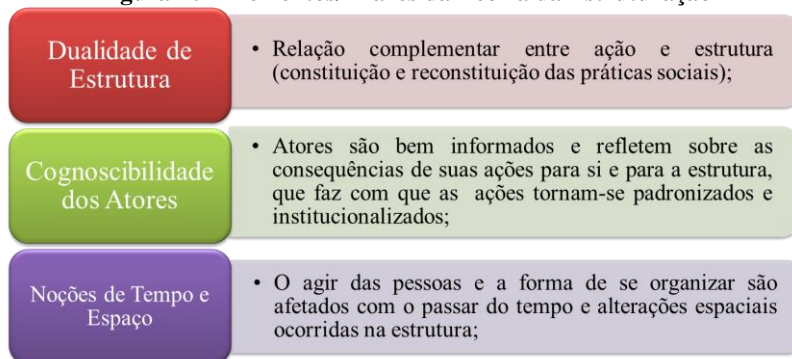 Dualidade de
Estrutura
• Relação complementar entre ação e estrutura
(constituição e reconstituição das práticas sociais);
Cognoscibilidade
dos Atores
• Atores são bem informados e refletem sobre as
consequências de suas ações para si e para a estrutura,
que faz com que as ações tornam-se padronizados e
institucionalizados;
Noções de Tempo e
Espaço
• O agir das pessoas e a forma de se organizar são
afetados com o passar do tempo e alterações espaciais
ocorridas na estrutura;